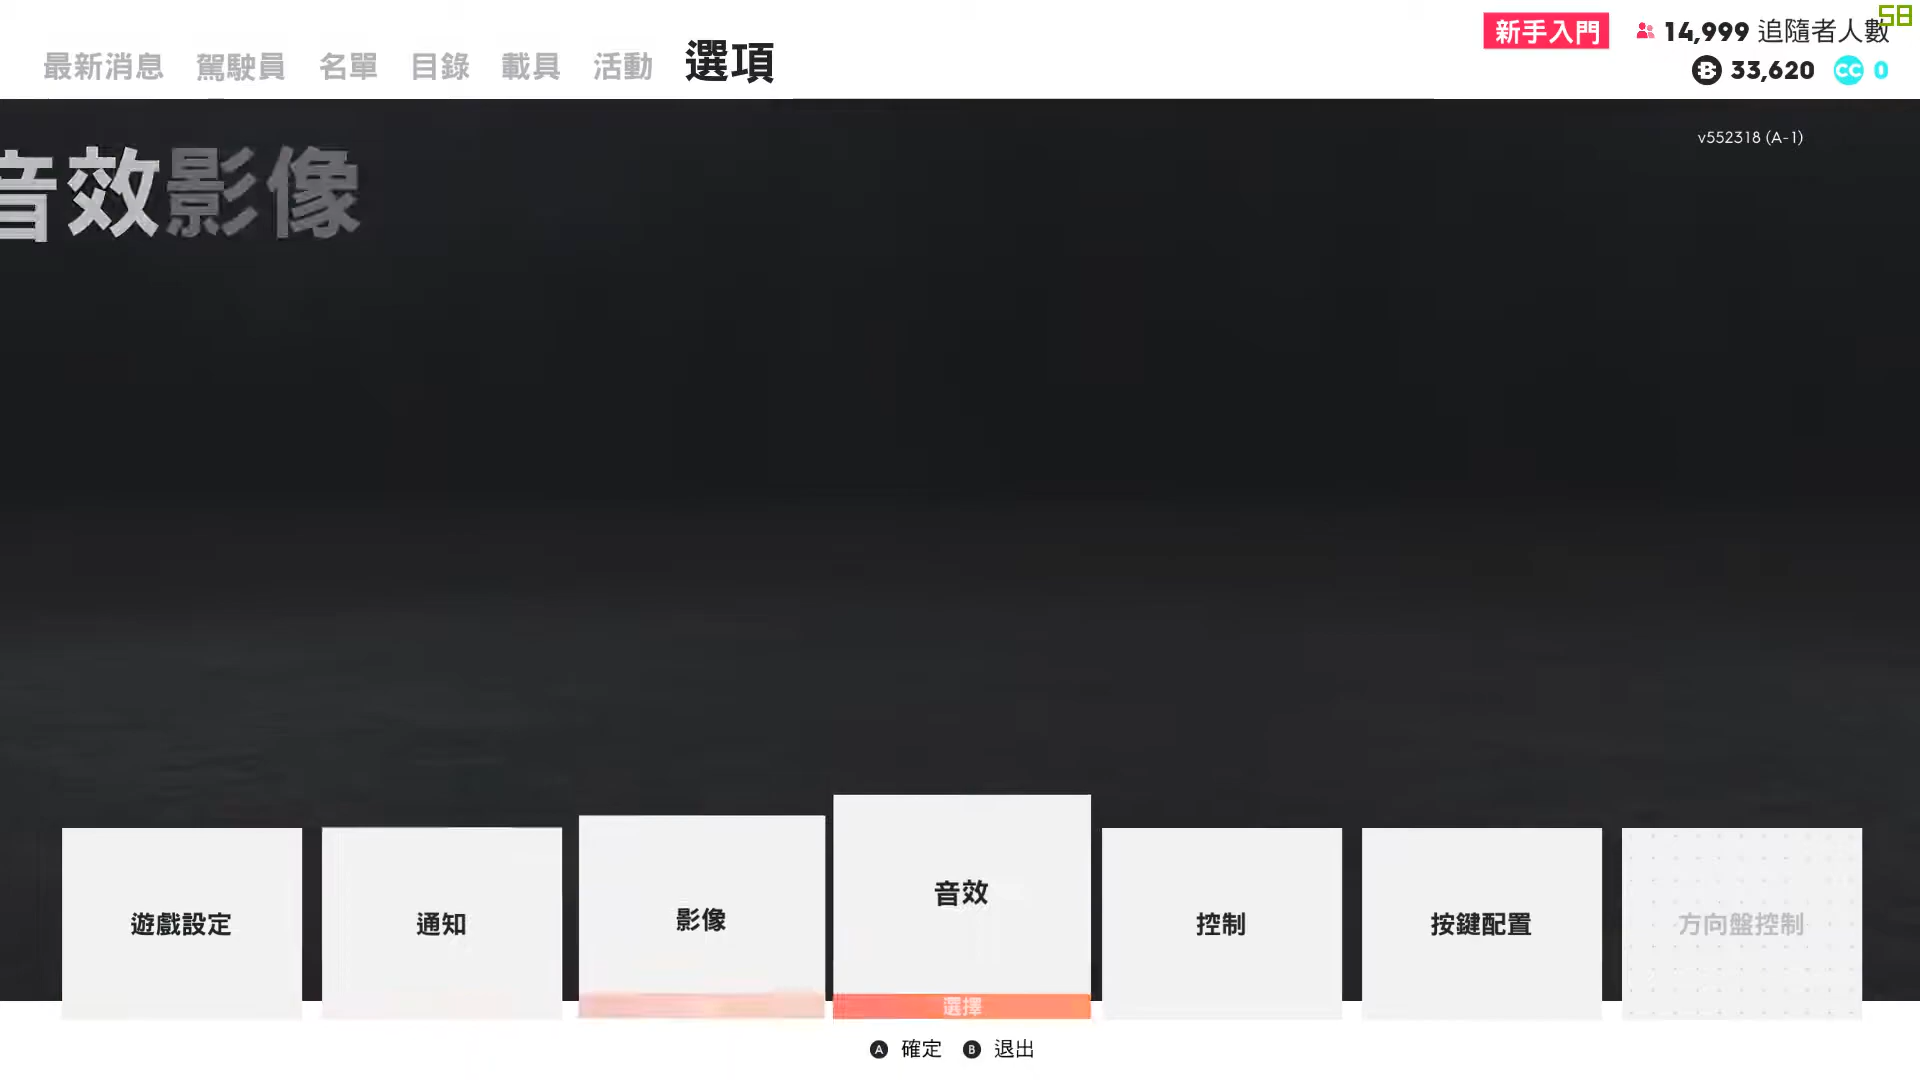 最新消息 駕駛員 名單 目錄 載具 活動 選項
新手入門 14,999 追隨者人數 58
33,620 CC 0
v552318 (A-1)
音效影像
遊戲設定 通知 影像 音效 控制 按鍵配置 方向盤控制
選擇
A 確定 B 退出